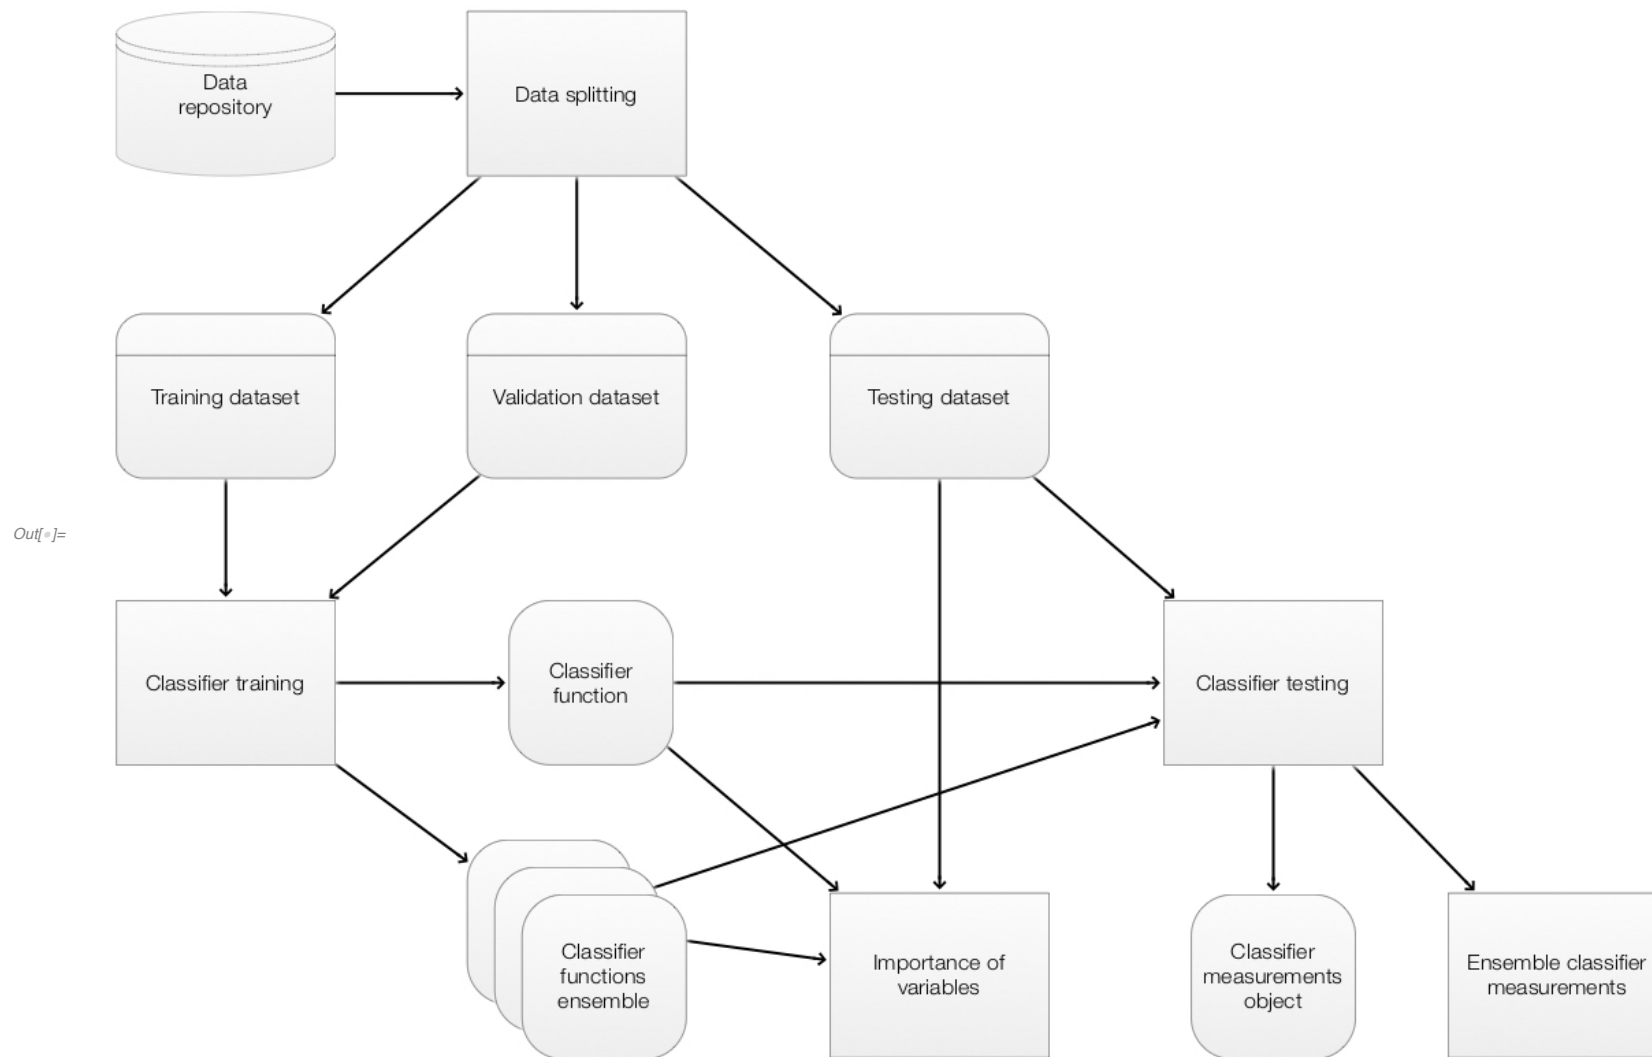 Data
repository
Data splitting
Training dataset
Validation dataset
Testing dataset
Out[•]=
Classifier training
Classifier
function
Classifier testing
Classifier
functions
ensemble
Importance of
variables
Classifier
measurements
object
Ensemble classifier
measurements